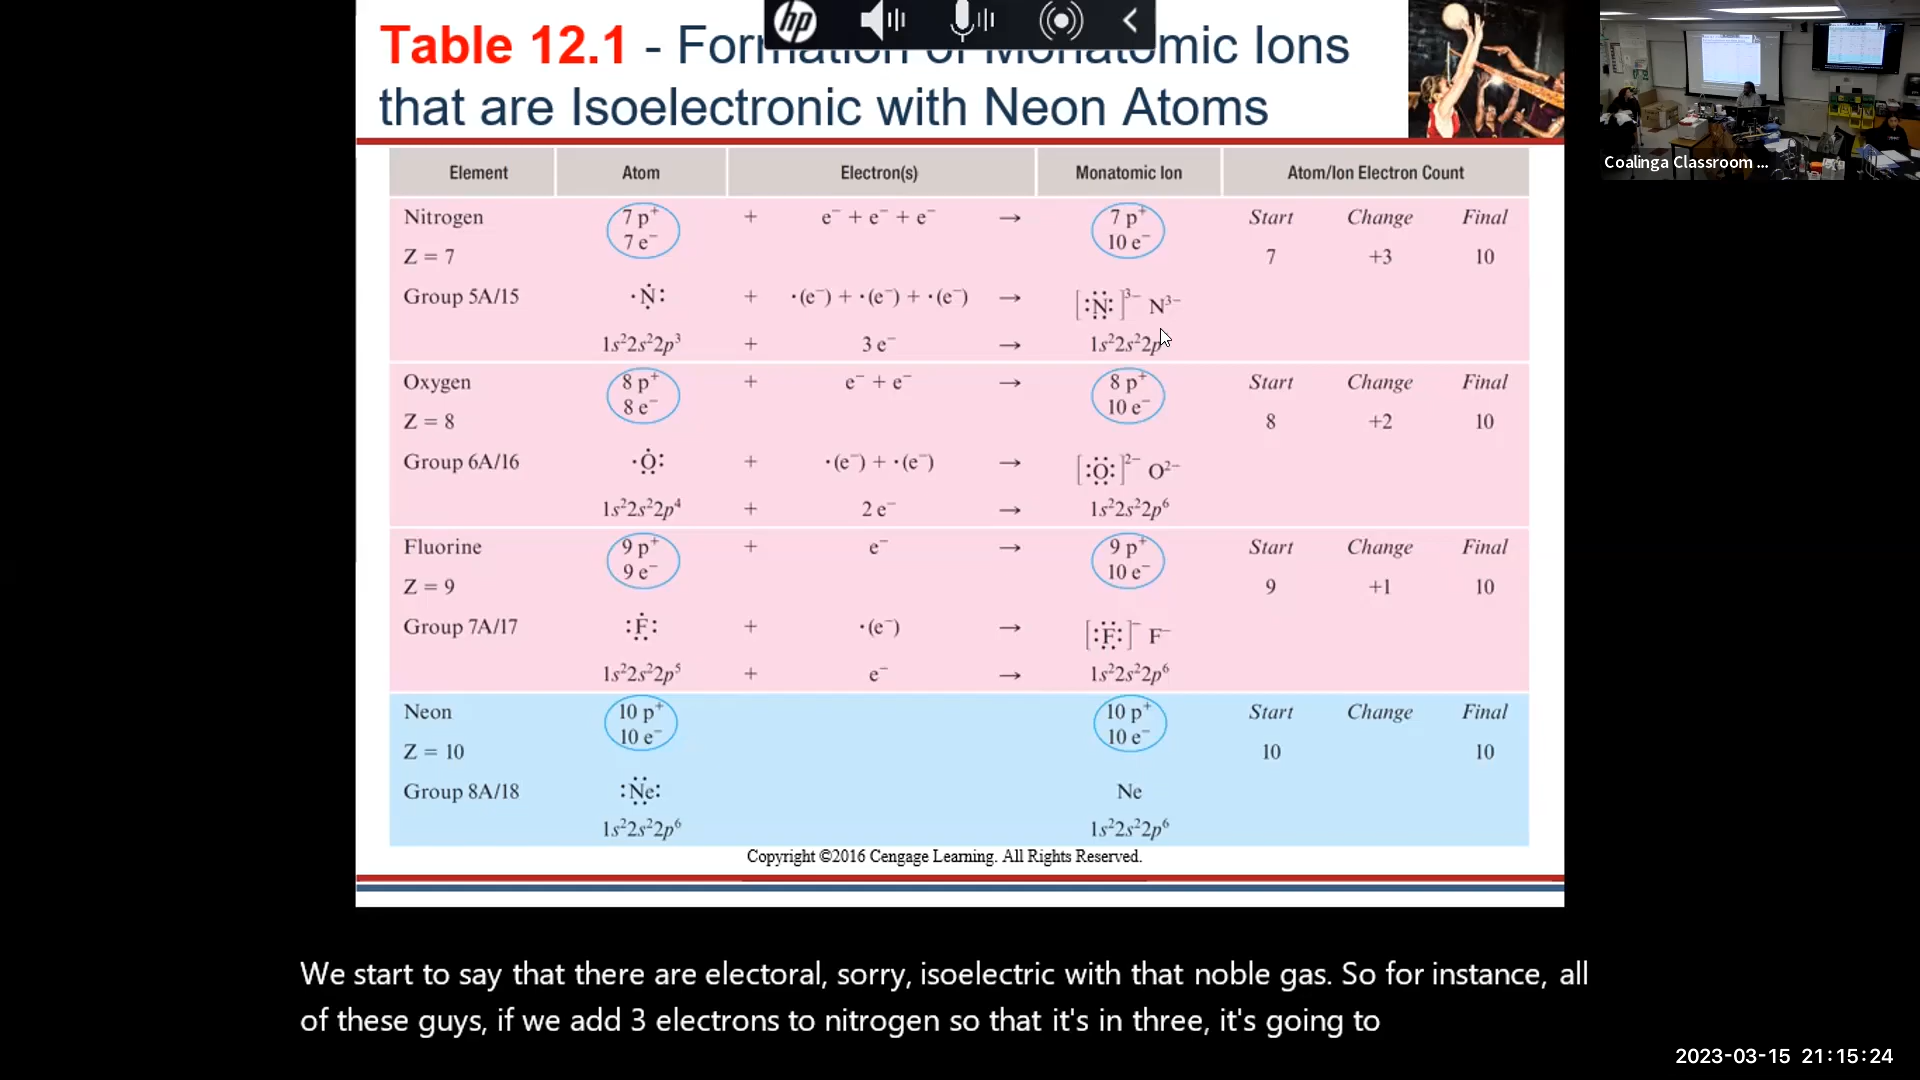 hp
Table 12.1 - Formation of Monatomic Ions
that are Isoelectronic with Neon Atoms
Coalinga Classroom ...
Element Atom Electron(s) Monatomic Ion Atom/Ion Electron Count
Nitrogen 7 p⁺ + e⁻ + e⁻ + e⁻ → 7 p⁺ Start Change Final
7 e⁻ 10 e⁻
Z = 7 7 +3 10
Group 5A/15 ·N: + ·(e⁻) + ·(e⁻) + ·(e⁻) → [:N:]³⁻ N³⁻
1s²2s²2p³ + 3 e⁻ → 1s²2s²2p
Oxygen 8 p⁺ + e⁻ + e⁻ → 8 p⁺ Start Change Final
8 e⁻ 10 e⁻
Z = 8 8 +2 10
Group 6A/16 ·O: + ·(e⁻) + ·(e⁻) → [:O:]²⁻ O²⁻
1s²2s²2p⁴ + 2 e⁻ → 1s²2s²2p⁶
Fluorine 9 p⁺ + e⁻ → 9 p⁺ Start Change Final
9 e⁻ 10 e⁻
Z = 9 9 +1 10
Group 7A/17 :F: + ·(e⁻) → [:F:]⁻ F⁻
1s²2s²2p⁵ + e⁻ → 1s²2s²2p⁶
Neon 10 p⁺ 10 p⁺ Start Change Final
10 e⁻ 10 e⁻
Z = 10 10 10
Group 8A/18 :Ne: Ne
1s²2s²2p⁶ 1s²2s²2p⁶
Copyright ©2016 Cengage Learning. All Rights Reserved.
We start to say that there are electoral, sorry, isoelectric with that noble gas. So for instance, all
of these guys, if we add 3 electrons to nitrogen so that it's in three, it's going to
2023-03-15 21:15:24